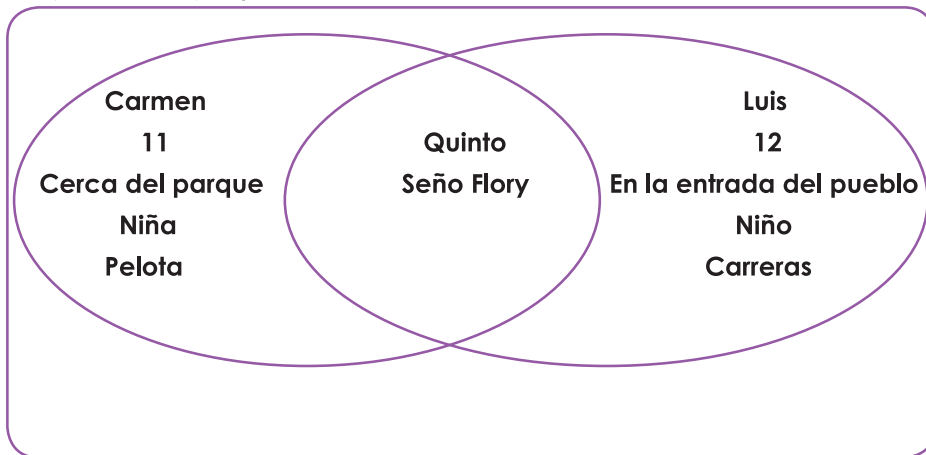 Carmen
11
Cerca del parque
Niña
Pelota
Quinto
Seño Flory
Luis
12
En la entrada del pueblo
Niño
Carreras